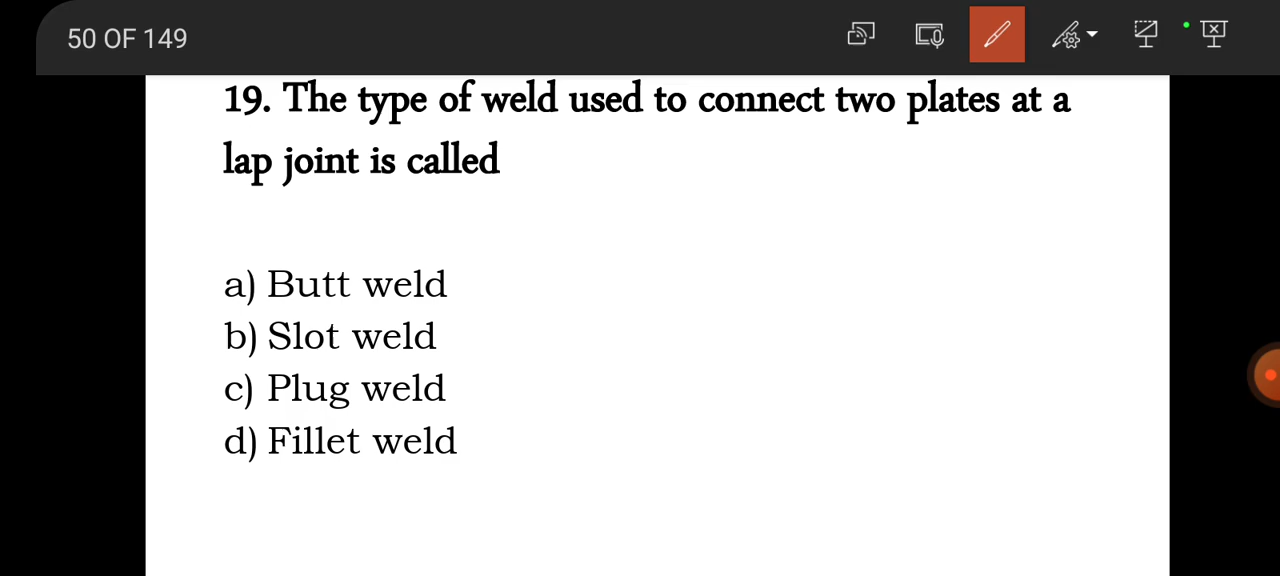 50 OF 149
19. The type of weld used to connect two plates at a
lap joint is called
a) Butt weld
b) Slot weld
c) Plug weld
d) Fillet weld